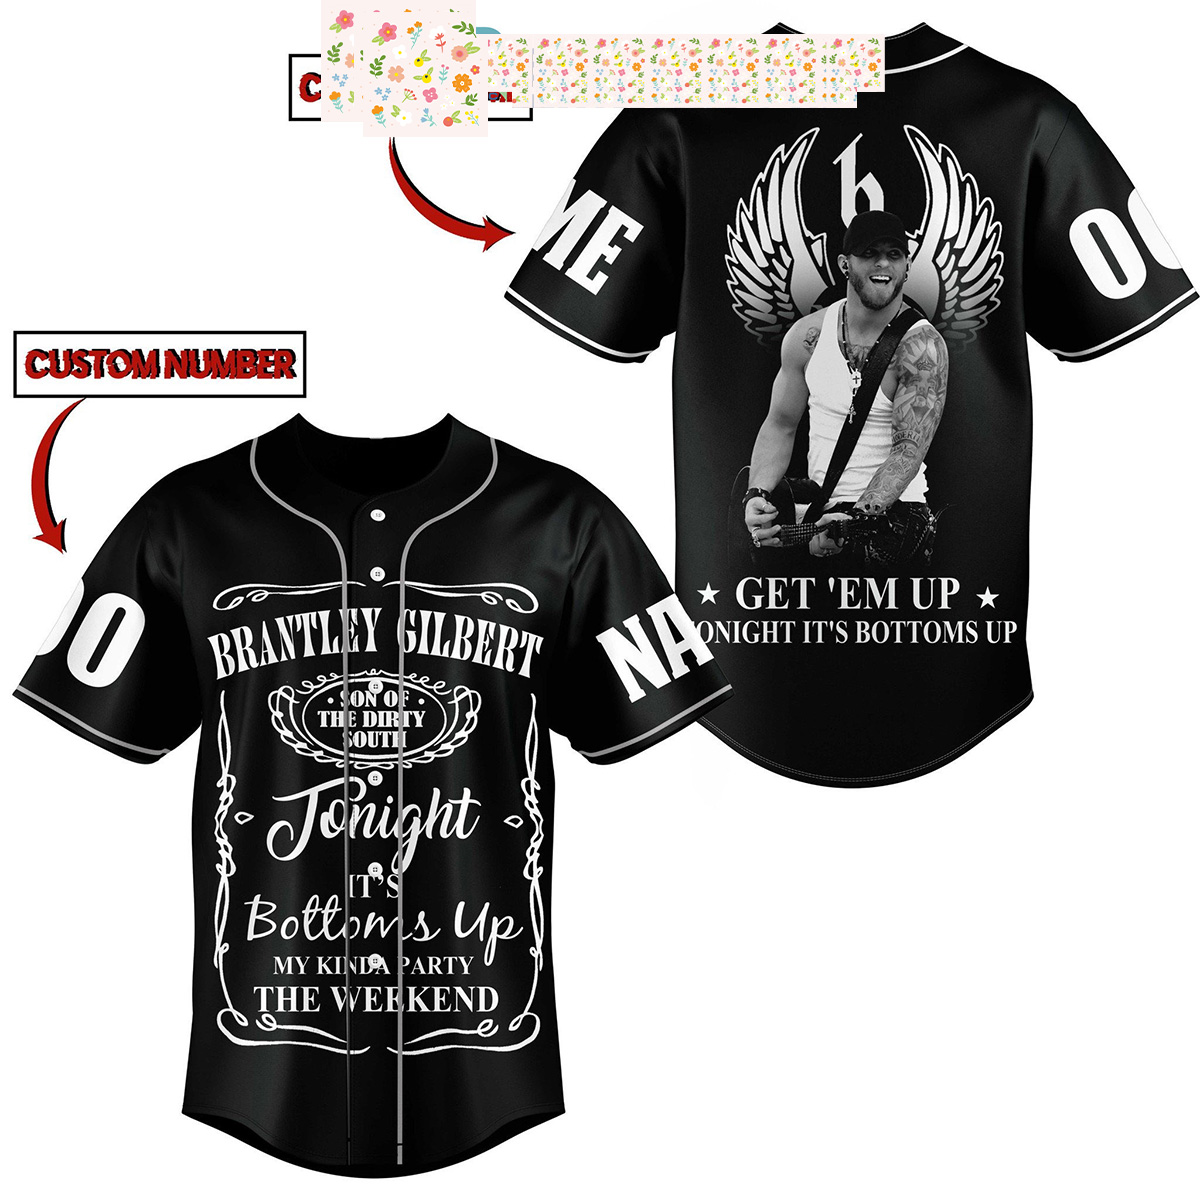 CUSTOM NUMBER
ME
00
b
GET 'EM UP
ONIGHT IT'S BOTTOMS UP
00
NA
BRANTLEY GILBERT
SON OF
THE DIRTY
SOUTH
Tonight
IT'S
Bottoms Up
MY KINDA PARTY
THE WEEKEND